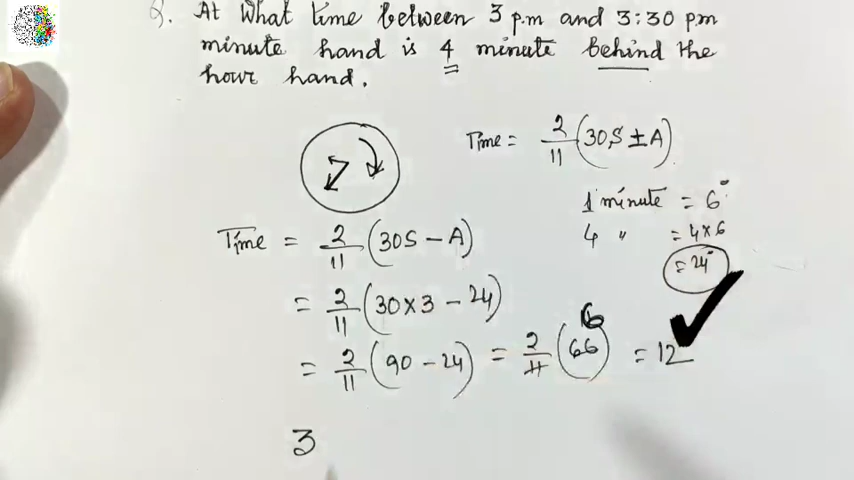 Q. At What time between 3 p.m and 3:30 pm
minute hand is 4 minute behind the
hour hand.
Time = 2/11 (30S ± A)
1 minute = 6°
4 " = 4×6
= 24°
Time = 2/11 (30S - A)
= 2/11 (30×3 - 24)
= 2/11 (90 - 24) = 2/11 (66) 6 = 12
3